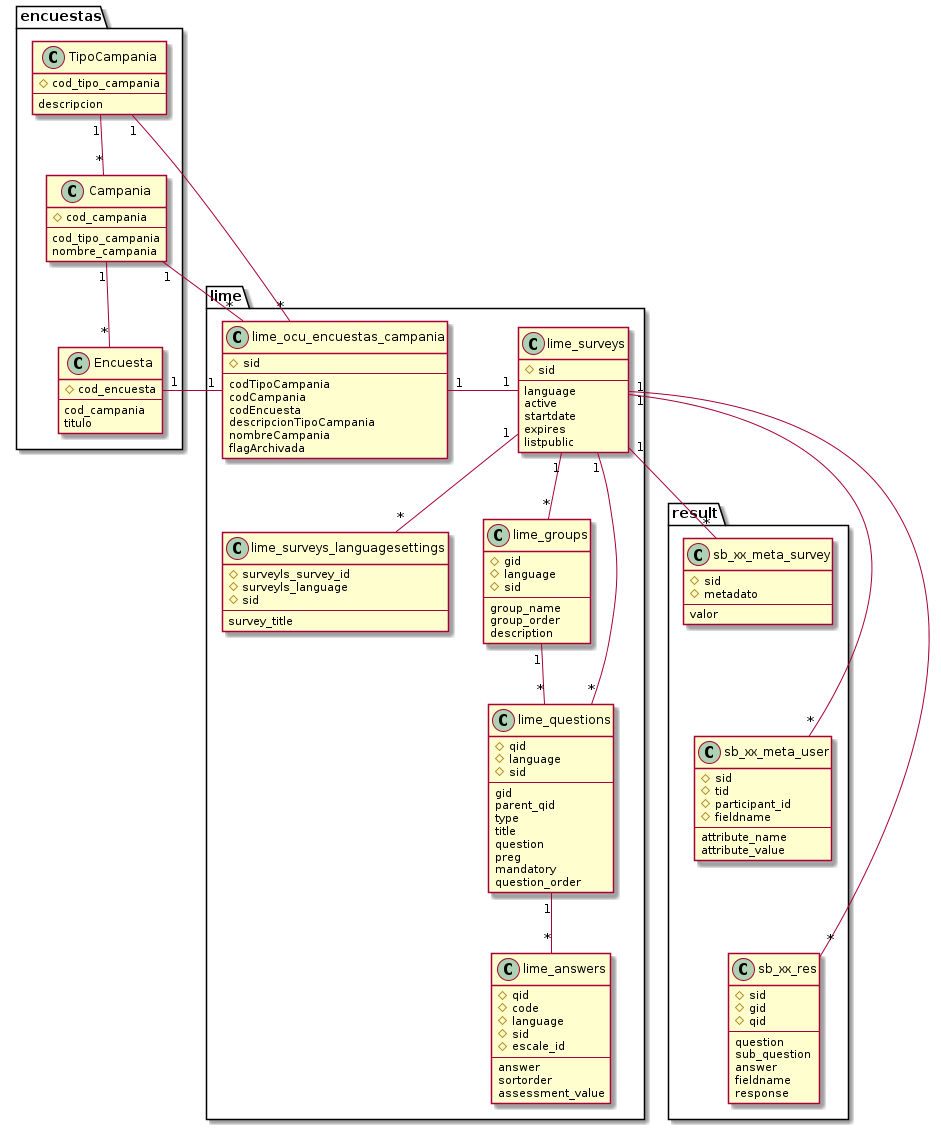 encuestas
C TipoCampania
cod_tipo_campania
descripcion
1
1
*
C Campania
cod_campania
cod_tipo_campania
nombre_campania
1
1
*
C Encuesta
cod_encuesta
cod_campania
titulo
1
1
lime
*
*
C lime_ocu_encuestas_campania
sid
codTipoCampania
codCampania
codEncuesta
descripcionTipoCampania
nombreCampania
flagArchivada
1
1
C lime_surveys
sid
language
active
startdate
expires
listpublic
1
1
1
1
1
1
*
C lime_surveys_languagesettings
surveyls_survey_id
surveyls_language
sid
survey_title
*
C lime_groups
gid
language
sid
group_name
group_order
description
1
*
*
C lime_questions
qid
language
sid
gid
parent_qid
type
title
question
preg
mandatory
question_order
1
*
C lime_answers
qid
code
language
sid
escale_id
answer
sortorder
assessment_value
result
*
C sb_xx_meta_survey
sid
metadato
valor
*
C sb_xx_meta_user
sid
tid
participant_id
fieldname
attribute_name
attribute_value
*
C sb_xx_res
sid
gid
qid
question
sub_question
answer
fieldname
response